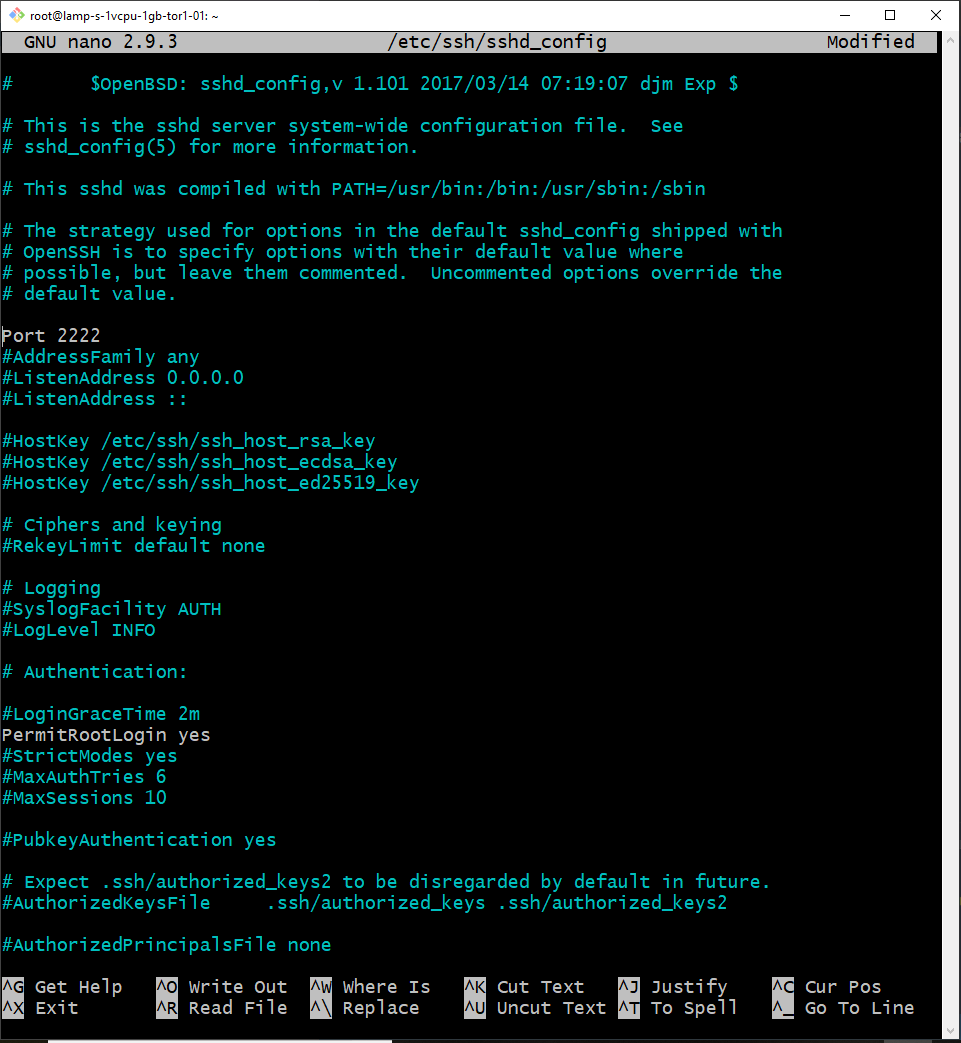 root@lamp-s-1vcpu-1gb-tor1-01: ~
GNU nano 2.9.3 /etc/ssh/sshd_config Modified
# $OpenBSD: sshd_config,v 1.101 2017/03/14 07:19:07 djm Exp $
# This is the sshd server system-wide configuration file.  See
# sshd_config(5) for more information.
# This sshd was compiled with PATH=/usr/bin:/bin:/usr/sbin:/sbin
# The strategy used for options in the default sshd_config shipped with
# OpenSSH is to specify options with their default value where
# possible, but leave them commented.  Uncommented options override the
# default value.
Port 2222
#AddressFamily any
#ListenAddress 0.0.0.0
#ListenAddress ::
#HostKey /etc/ssh/ssh_host_rsa_key
#HostKey /etc/ssh/ssh_host_ecdsa_key
#HostKey /etc/ssh/ssh_host_ed25519_key
# Ciphers and keying
#RekeyLimit default none
# Logging
#SyslogFacility AUTH
#LogLevel INFO
# Authentication:
#LoginGraceTime 2m
PermitRootLogin yes
#StrictModes yes
#MaxAuthTries 6
#MaxSessions 10
#PubkeyAuthentication yes
# Expect .ssh/authorized_keys2 to be disregarded by default in future.
#AuthorizedKeysFile     .ssh/authorized_keys .ssh/authorized_keys2
#AuthorizedPrincipalsFile none
^G Get Help ^O Write Out ^W Where Is ^K Cut Text ^J Justify ^C Cur Pos
^X Exit ^R Read File ^\ Replace ^U Uncut Text ^T To Spell ^_ Go To Line